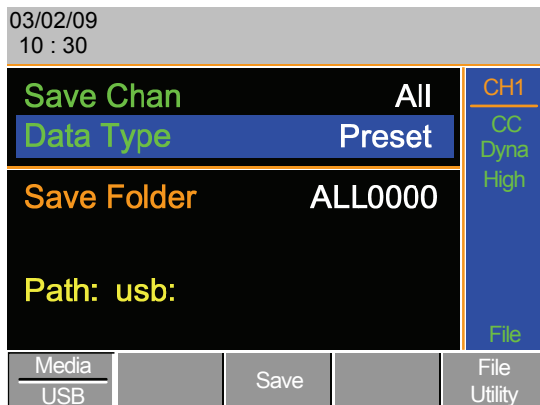 03/02/09
10 : 30
Save Chan All
Data Type Preset
Save Folder ALL0000
Path: usb:
CH1
CC
Dyna
High
File
Media
USB
Save
File
Utility